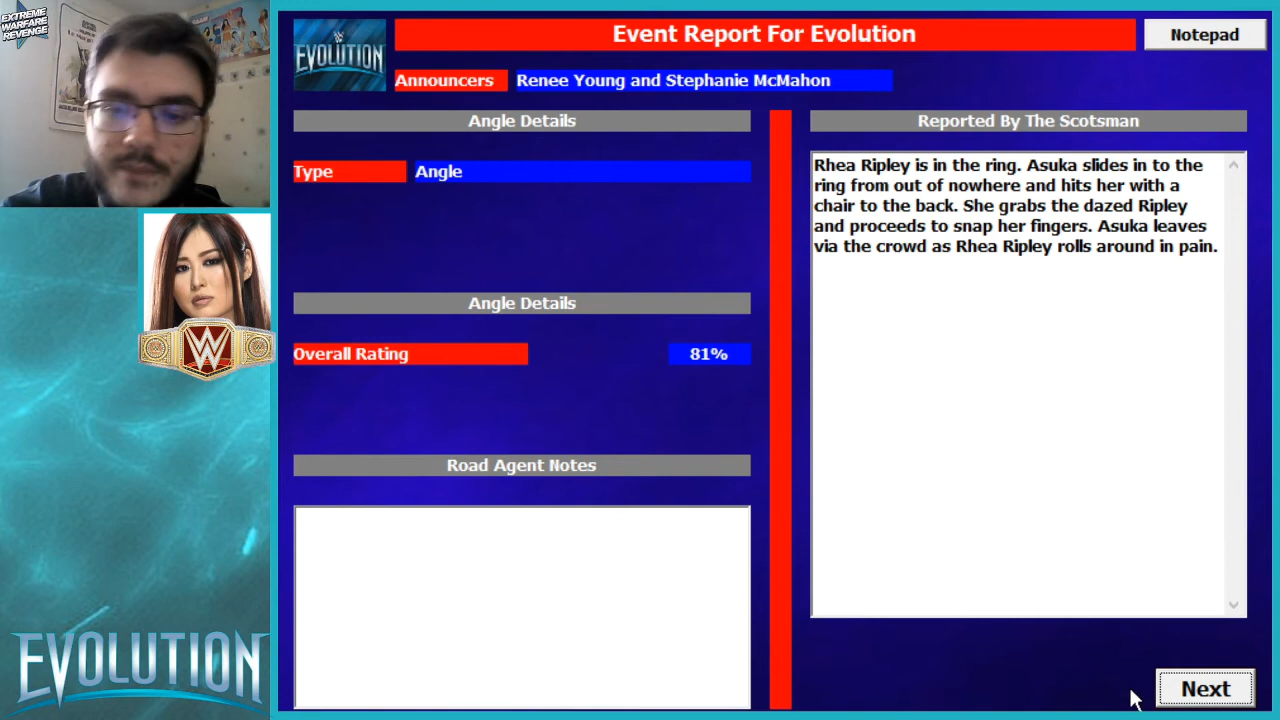 EXTREME
WARFARE
REVENGE
EVOLUTION
Event Report For Evolution
Notepad
Announcers
Renee Young and Stephanie McMahon
Angle Details
Type
Angle
Angle Details
Overall Rating
81%
Road Agent Notes
Reported By The Scotsman
Rhea Ripley is in the ring. Asuka slides in to the
ring from out of nowhere and hits her with a
chair to the back. She grabs the dazed Ripley
and proceeds to snap her fingers. Asuka leaves
via the crowd as Rhea Ripley rolls around in pain.
EVOLUTION
Next